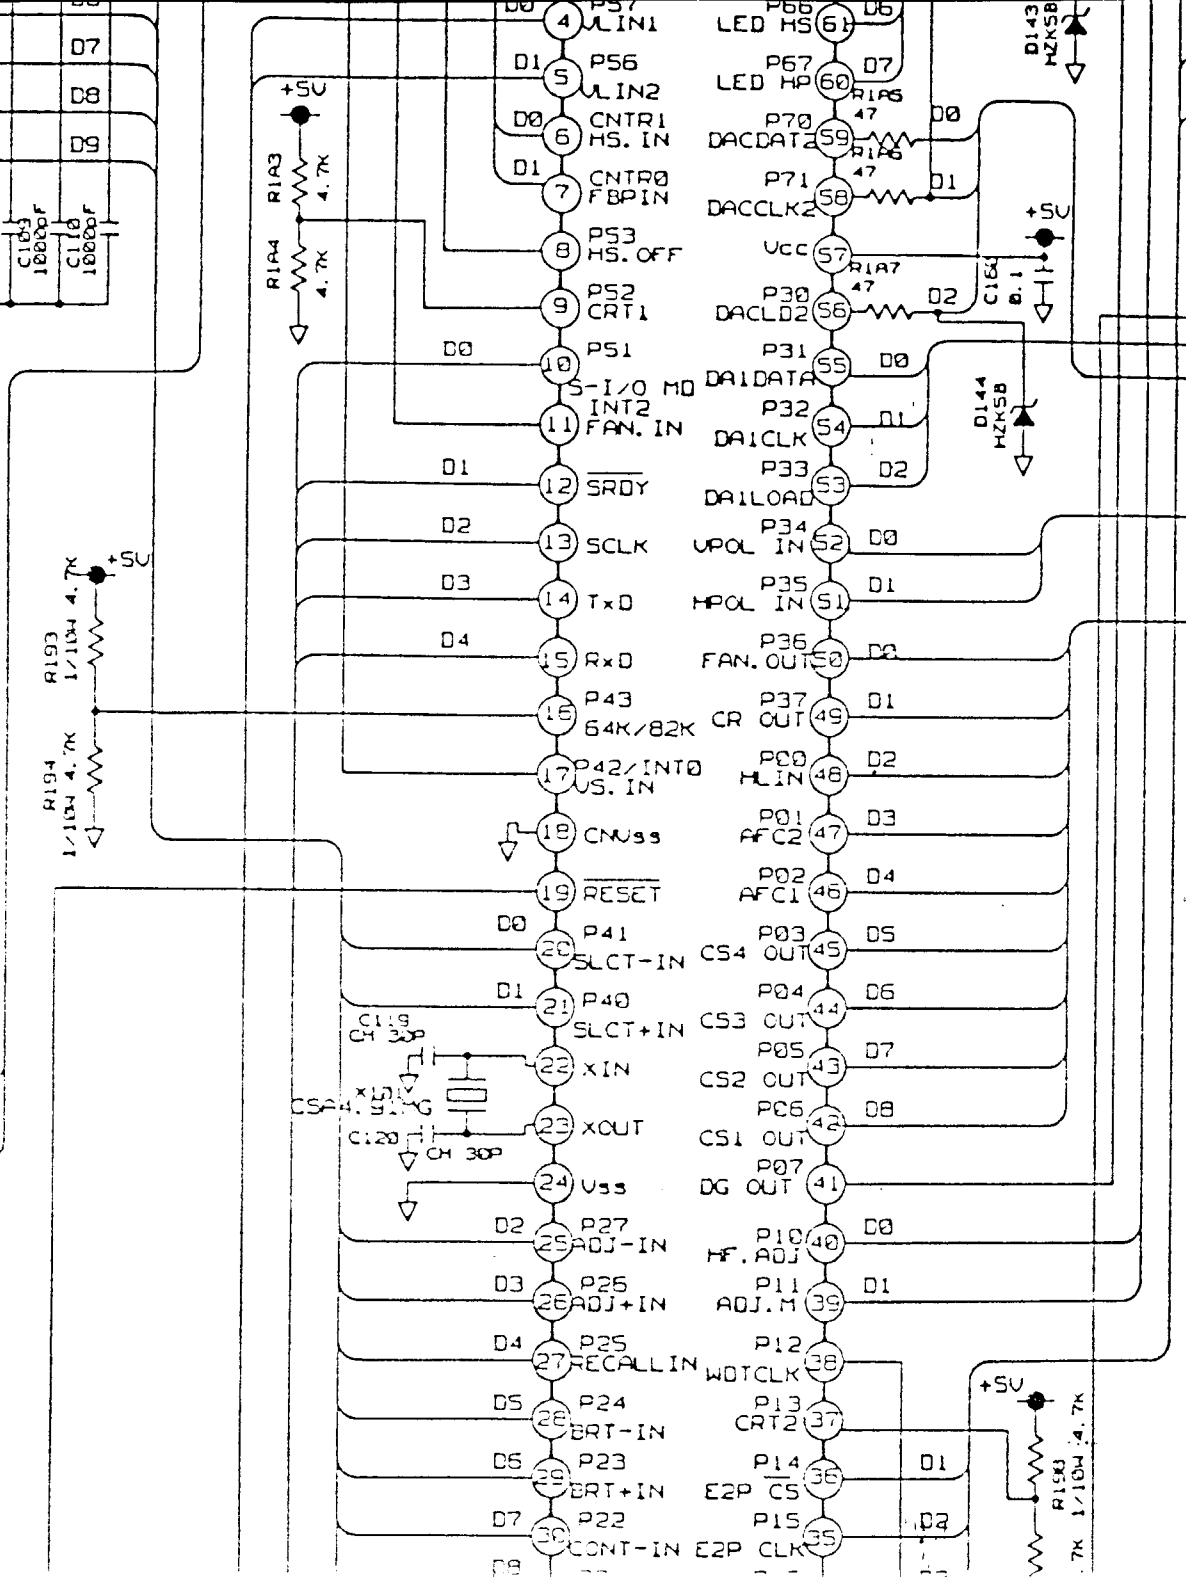 D7
D8
D9
C109
1000pF
C110
1000pF
+5V
R1A3
4.7K
R1A4
4.7K
+5V
R193
1/10W 4.7K
R194
1/10W 4.7K
D0
4
P57
VLIN1
D1
5
P56
VLIN2
D0
6
CNTR1
HS.IN
D1
7
CNTR0
FBPIN
8
P53
HS.OFF
9
P52
CRT1
D0
10
P51
S-I/O MD
11
INT2
FAN.IN
D1
12
SRDY
D2
13
SCLK
D3
14
TxD
D4
15
RxD
16
P43
64K/82K
17
P42/INT0
VS.IN
18
CNVss
19
RESET
D0
20
P41
SLCT-IN
D1
21
P40
SLCT+IN
C119
CH 30P
22
XIN
C120
CH 30P
23
XOUT
24
Vss
D2
25
P27
ADJ-IN
D3
26
P26
ADJ+IN
D4
27
P25
RECALLIN
D5
28
P24
BRT-IN
D6
29
P23
BRT+IN
D7
30
P22
CONT-IN
D8
P66
LED HS
61
D6
P67
LED HP
60
D7
P70
DACDAT2
59
47
D0
P71
DACCLK2
58
R1A6
47
D1
Vcc
57
P30
DACLD2
56
R1A7
47
D2
P31
DA1DATA
55
D0
P32
DA1CLK
54
D1
P33
DA1LOAD
53
D2
P34
VPOL IN
52
D0
P35
HPOL IN
51
D1
P36
FAN.OUT
50
D0
P37
CR OUT
49
D1
P00
HLIN
48
D2
P01
AFC2
47
D3
P02
AFC1
46
D4
P03
CS4 OUT
45
D5
P04
CS3 OUT
44
D6
P05
CS2 OUT
43
D7
P06
CS1 OUT
42
D8
P07
DG OUT
41
P10
HF.ADJ
40
D0
P11
ADJ.M
39
D1
P12
WDTCLK
38
P13
CRT2
37
P14
E2P CS
36
D1
P15
E2P CLK
35
D2
D143
HZK5B
+5V
0.1
D144
HZK5B
+5V
R198
1/10W 4.7K